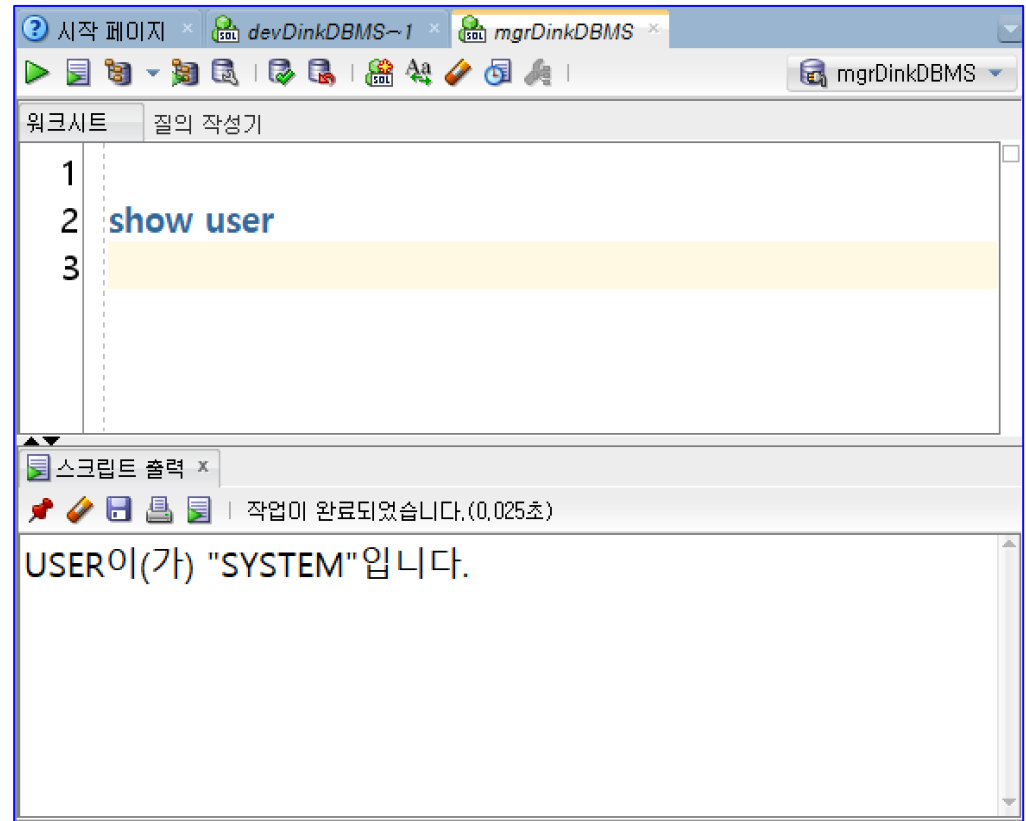 시작 페이지
devDinkDBMS~1
mgrDinkDBMS
mgrDinkDBMS
워크시트
질의 작성기
1
2 show user
3
스크립트 출력
작업이 완료되었습니다.(0,025초)
USER이(가) "SYSTEM"입니다.